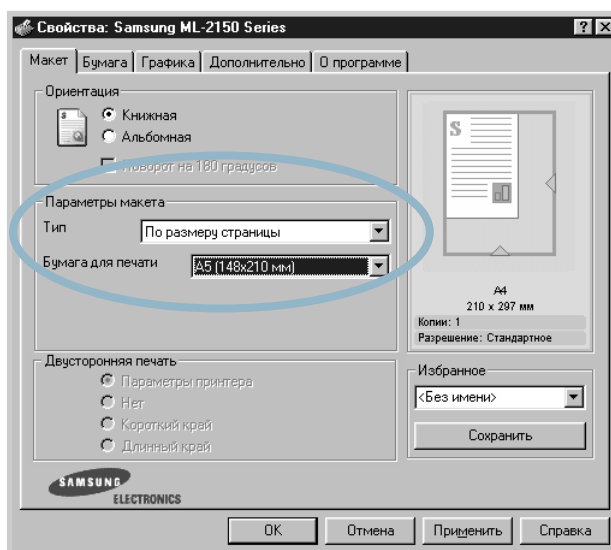 Свойства: Samsung ML-2150 Series
Макет Бумага Графика Дополнительно О программе
Ориентация
Книжная
Альбомная
Поворот на 180 градусов
Параметры макета
Тип
По размеру страницы
Бумага для печати
A5 (148x210 мм)
Двусторонняя печать
Параметры принтера
Нет
Короткий край
Длинный край
S
S
A4
210 x 297 мм
Копии: 1
Разрешение: Стандартное
Избранное
<Без имени>
Сохранить
SAMSUNG
ELECTRONICS
OK Отмена Применить Справка